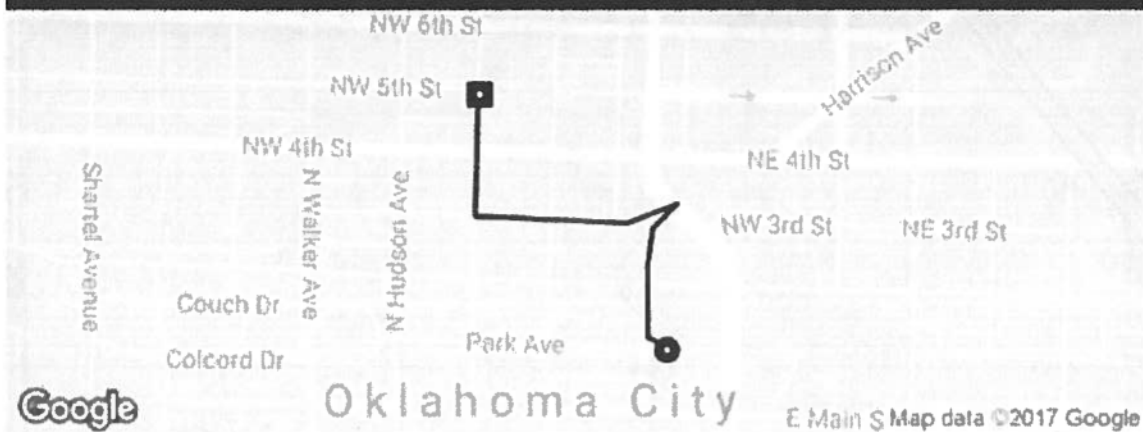 NW 6th St
Harrison Ave
NW 5th St
NW 4th St
NE 4th St
Shartel Avenue
N Walker Ave
N Hudson Ave
NW 3rd St
NE 3rd St
Couch Dr
Park Ave
Colcord Dr
Google
Oklahoma City
E Main S
Map data ©2017 Google